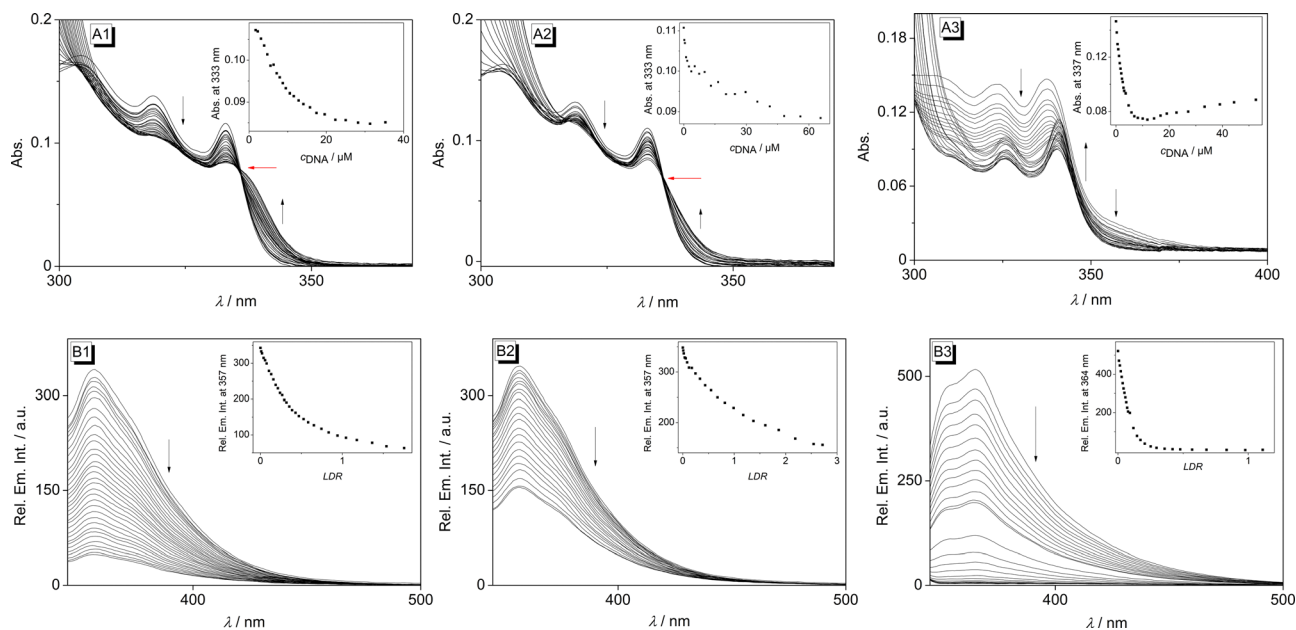 A1
0.2
0.1
0
Abs.
300
350
λ / nm
Abs. at 333 nm
0.10
0.09
0
20
40
cDNA / μM
A2
0.2
0.1
0
Abs.
300
350
λ / nm
Abs. at 333 nm
0.11
0.10
0.09
0
30
60
cDNA / μM
A3
0.18
0.12
0.06
0
Abs.
300
350
400
λ / nm
Abs. at 337 nm
0.12
0.08
0
20
40
cDNA / μM
B1
300
150
0
Rel. Em. Int. / a.u.
400
500
λ / nm
Rel. Em. Int. at 357 nm
300
200
100
0
1
LDR
B2
300
150
0
Rel. Em. Int. / a.u.
400
500
λ / nm
Rel. Em. Int. at 357 nm
300
200
0
1
2
3
LDR
B3
500
250
0
Rel. Em. Int. / a.u.
400
500
λ / nm
Rel. Em. Int. at 364 nm
400
200
0
0
1
LDR